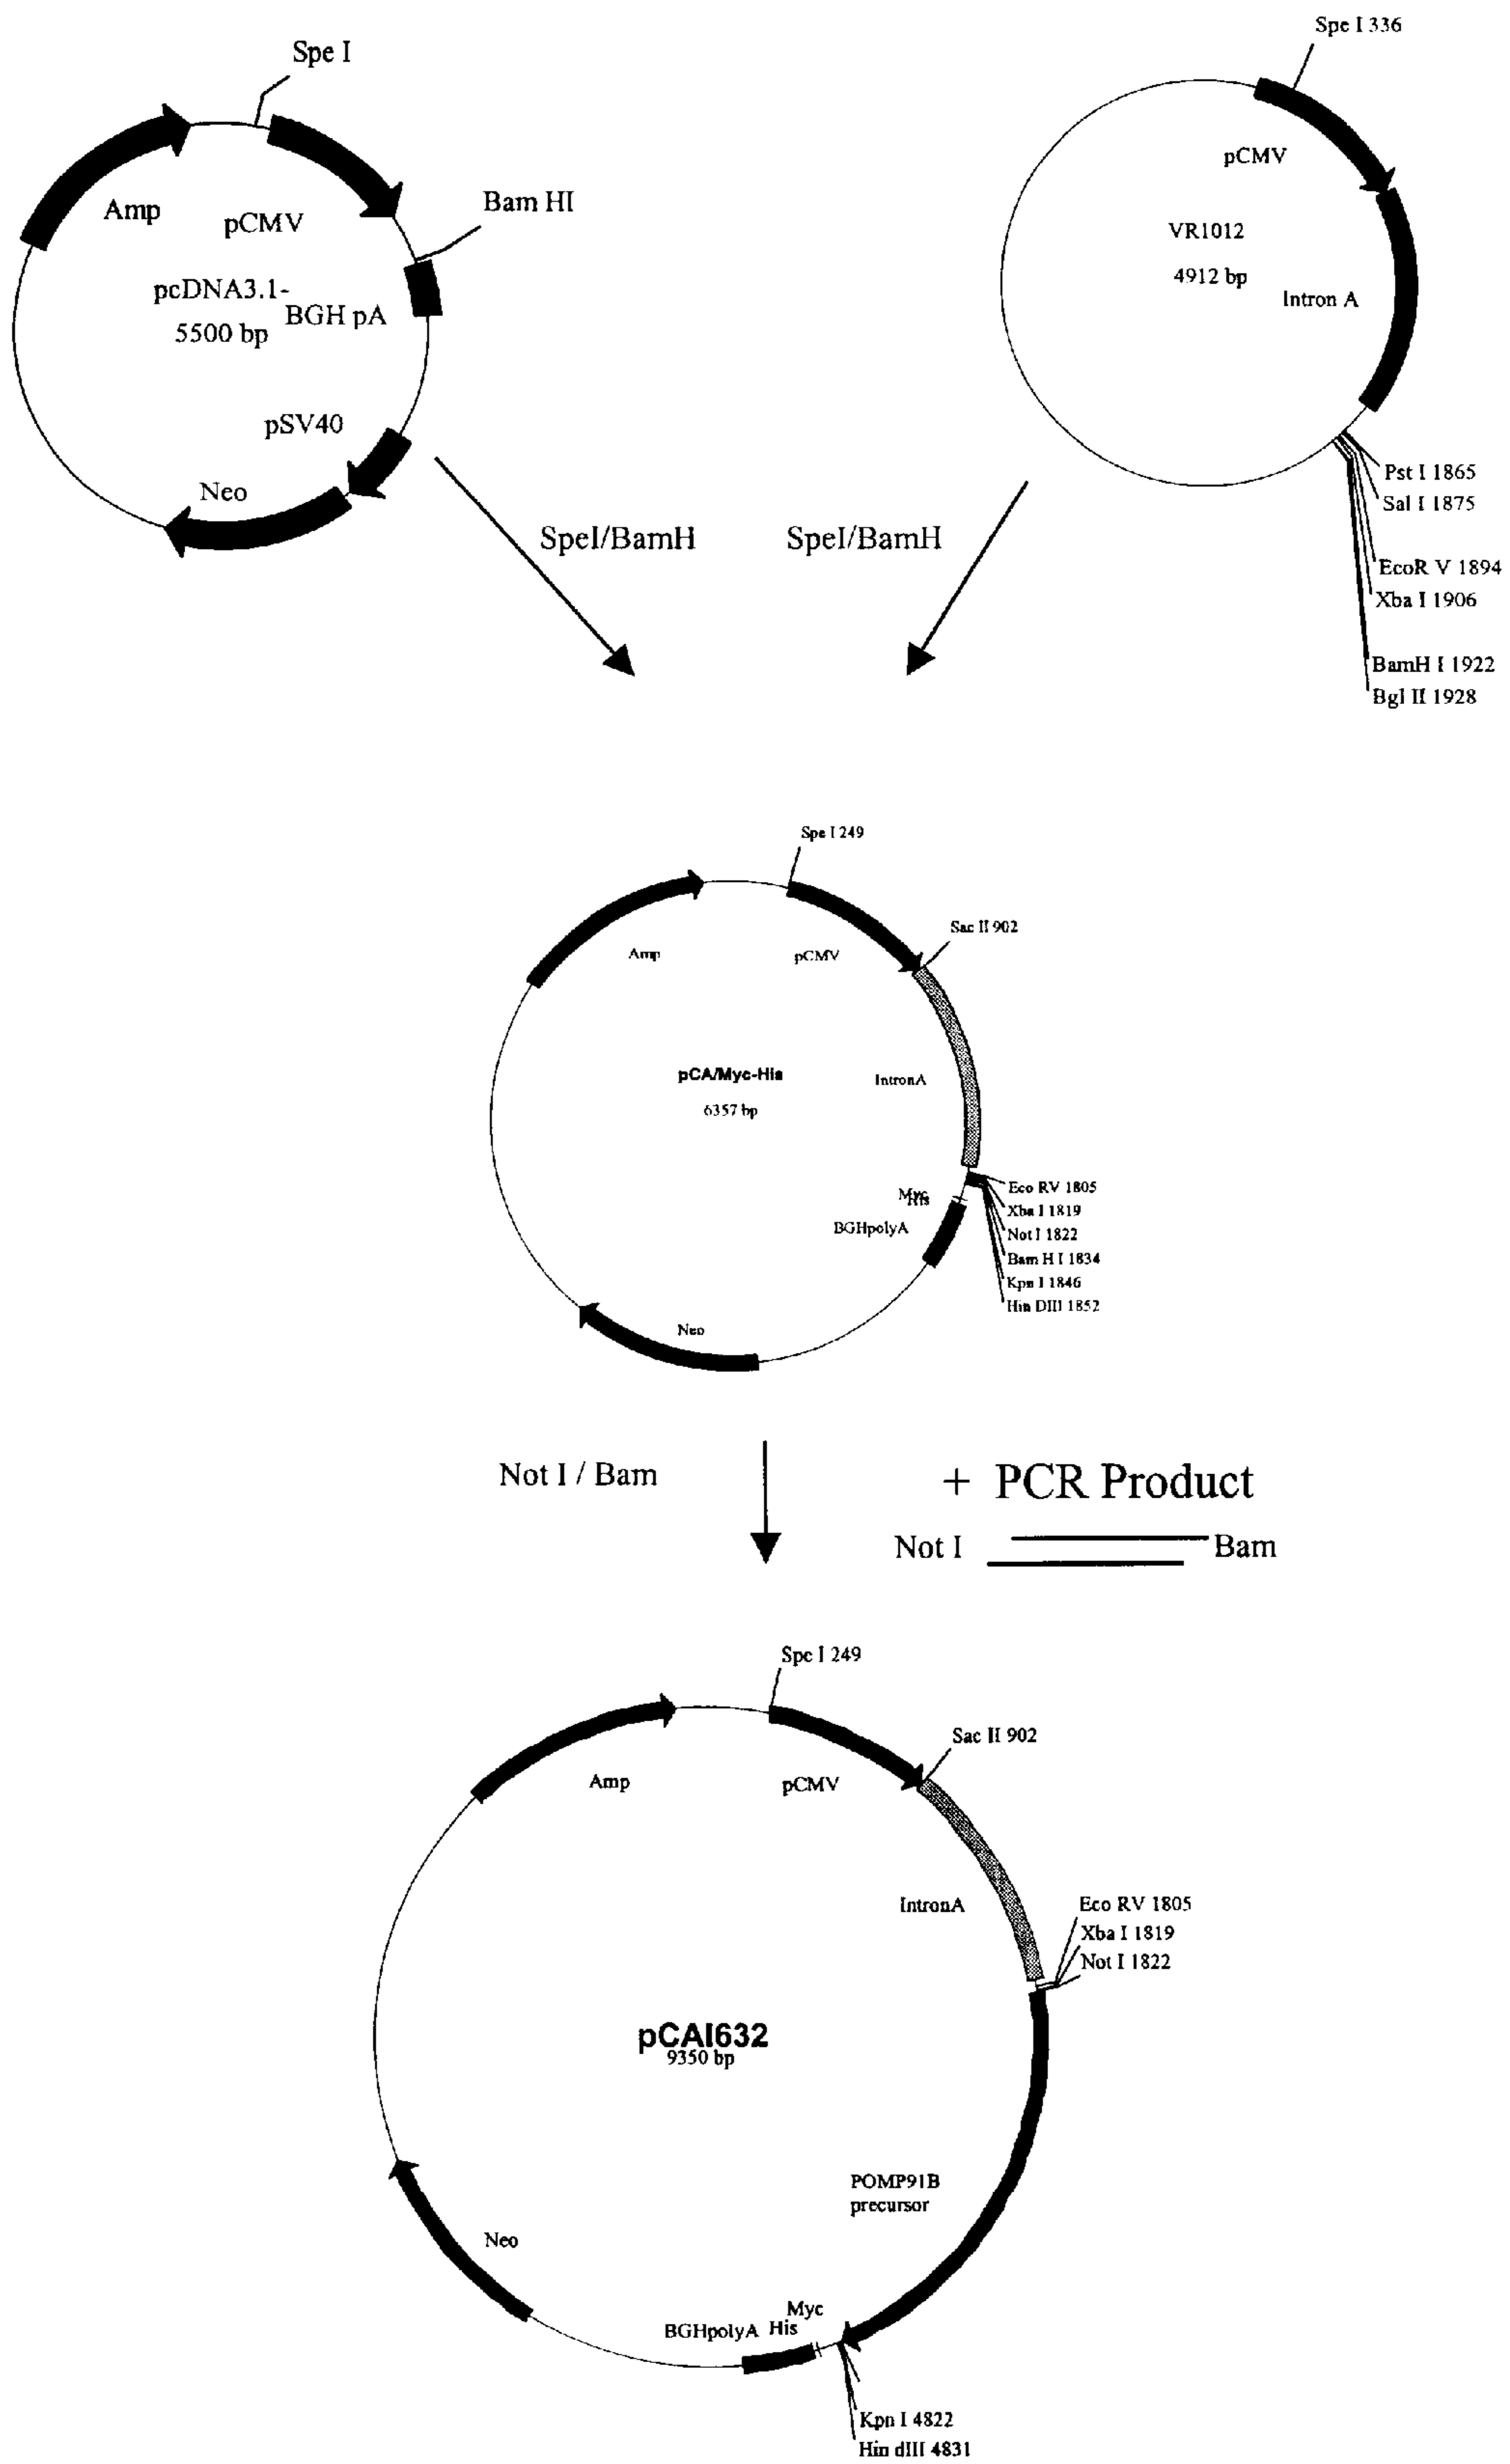 Spe I
Amp
pCMV
Bam HI
pcDNA3.1-
5500 bp
BGH pA
pSV40
Neo
SpeI/BamH
Spe I 336
pCMV
VR1012
4912 bp
Intron A
Pst I 1865
Sal I 1875
EcoR V 1894
Xba I 1906
BamH I 1922
Bgl II 1928
SpeI/BamH
Spe I 249
Sac II 902
Amp
pCMV
pCA/Myc-His
6357 bp
IntronA
Myc
His
BGHpolyA
Eco RV 1805
Xba I 1819
Not I 1822
Bam H I 1834
Kpn I 1846
Hin DIII 1852
Neo
Not I / Bam
+ PCR Product
Not I
Bam
Spe I 249
Sac II 902
Amp
pCMV
IntronA
Eco RV 1805
Xba I 1819
Not I 1822
pCAI632
9350 bp
POMP91B
precursor
Neo
Myc
BGHpolyA His
Kpn I 4822
Hin dIII 4831